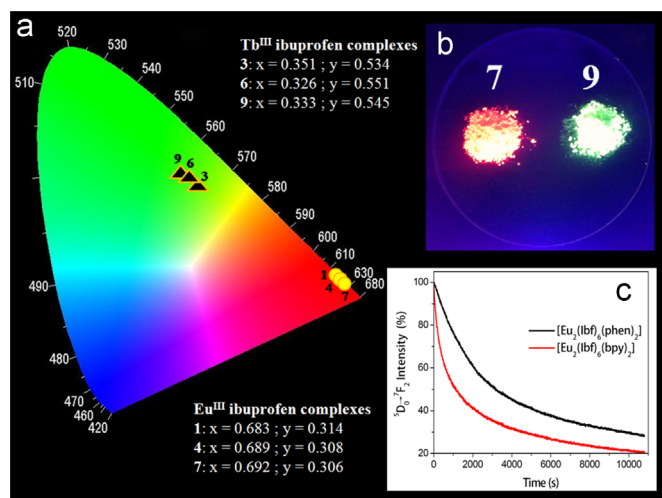 a
Tb^III ibuprofen complexes
3: x = 0.351 ; y = 0.534
6: x = 0.326 ; y = 0.551
9: x = 0.333 ; y = 0.545
520
530
510
540
550
560
570
580
590
600
610
630
680
490
480
470
460
420
9 6 3
1
4
7
Eu^III ibuprofen complexes
1: x = 0.683 ; y = 0.314
4: x = 0.689 ; y = 0.308
7: x = 0.692 ; y = 0.306
b
7 9
c
[Eu₂(Ibf)₆(phen)₂]
[Eu₂(Ibf)₆(bpy)₂]
⁵D₀→⁷F₂ Intensity (%)
100
80
60
40
20
0 2000 4000 6000 8000 10000
Time (s)